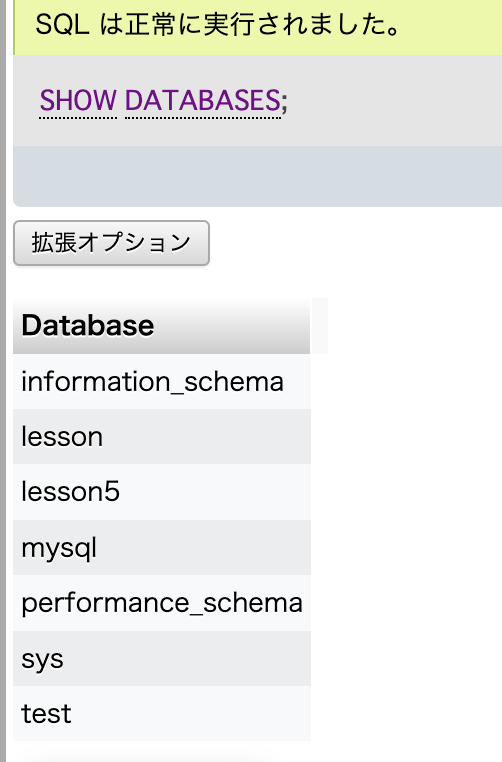 SQL は正常に実行されました。
SHOW DATABASES;
拡張オプション
Database
information_schema
lesson
lesson5
mysql
performance_schema
sys
test